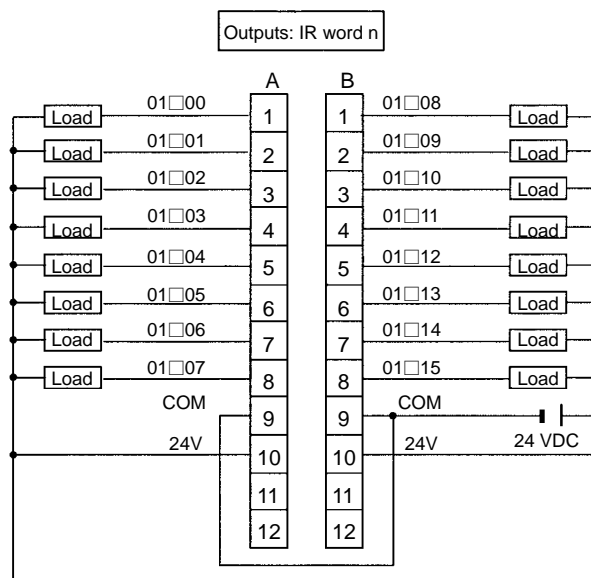 Outputs: IR word n
A B
Load 01□00 1 1 01□08 Load
Load 01□01 2 2 01□09 Load
Load 01□02 3 3 01□10 Load
Load 01□03 4 4 01□11 Load
Load 01□04 5 5 01□12 Load
Load 01□05 6 6 01□13 Load
Load 01□06 7 7 01□14 Load
Load 01□07 8 8 01□15 Load
COM 9 9 COM
24V 10 10 24V 24 VDC
11 11
12 12